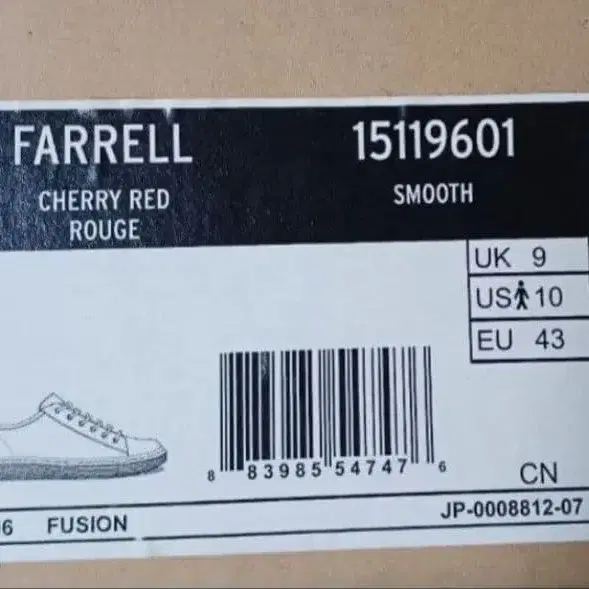 FARRELL 15119601
CHERRY RED SMOOTH
ROUGE
UK 9
US 10
EU 43
8 83985 54747 6
CN
JP-0008812-07
6 FUSION